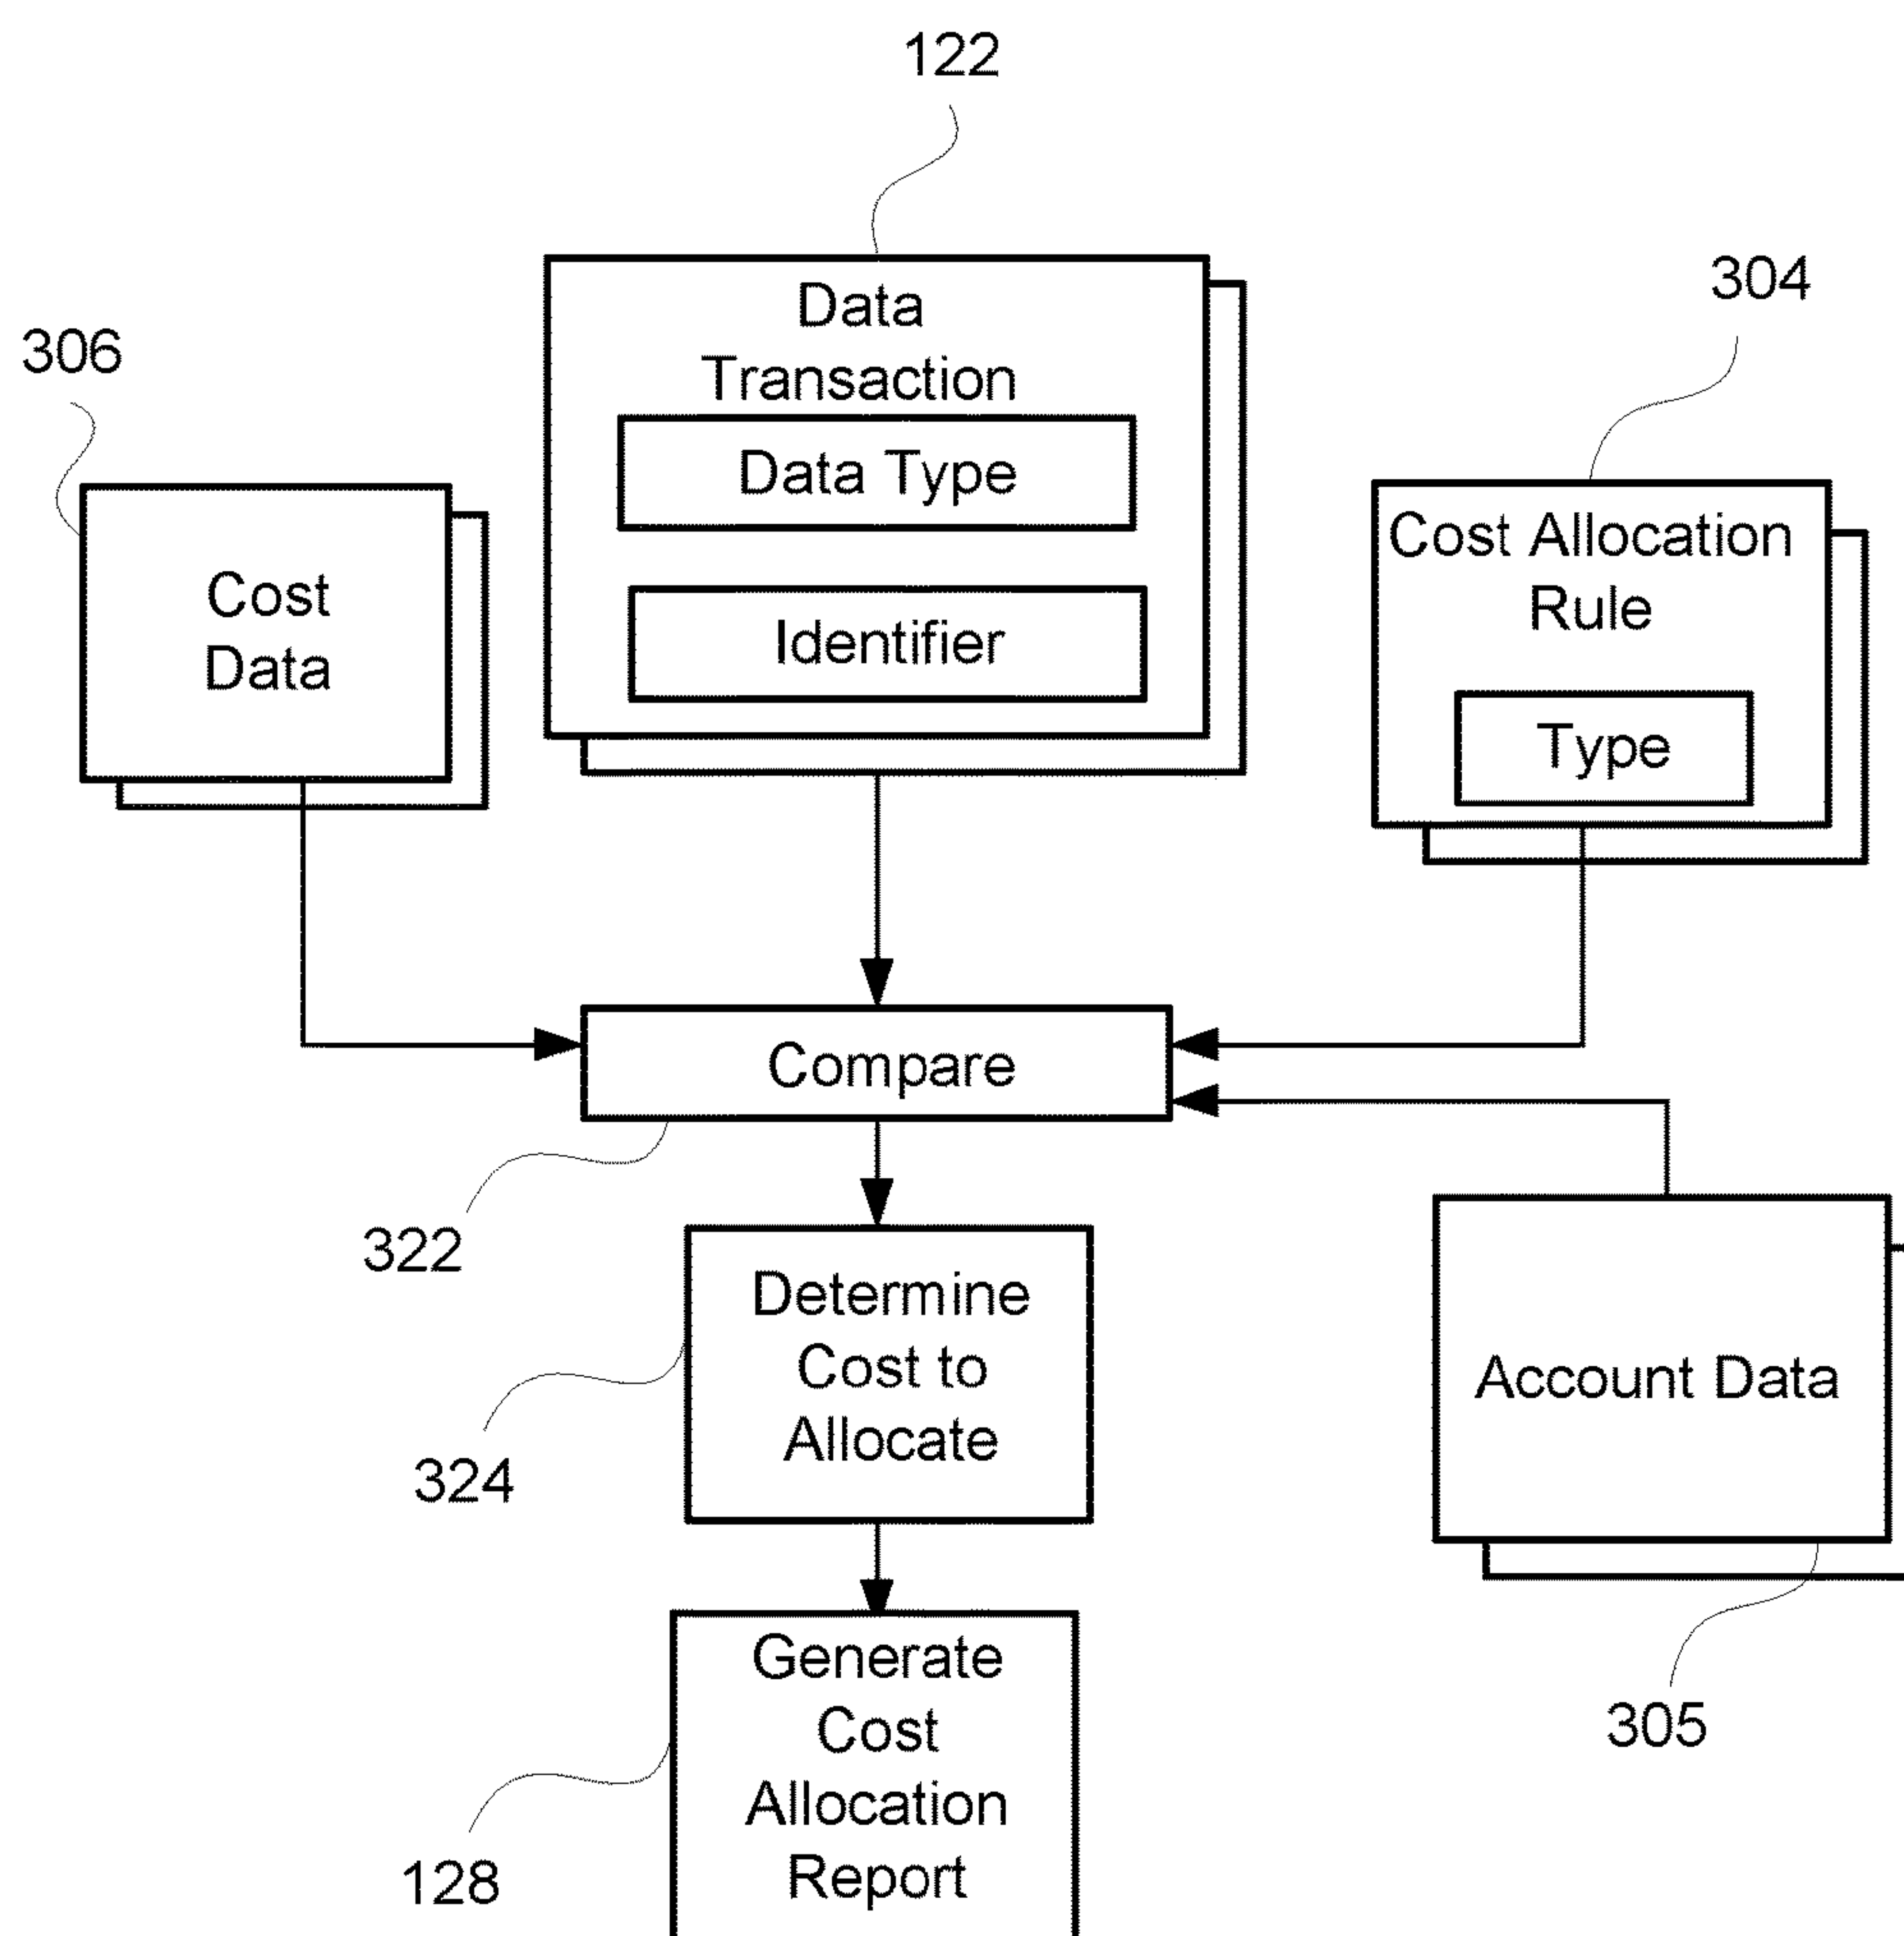 122
304
306
Data
Transaction
Data Type
Identifier
Cost
Data
Cost Allocation
Rule
Type
Compare
322
Determine
Cost to
Allocate
324
Account Data
305
Generate
Cost
Allocation
Report
128